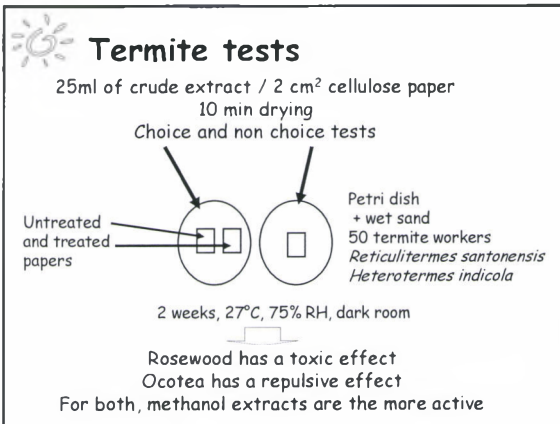 Termite tests
25ml of crude extract / 2 cm² cellulose paper
10 min drying
Choice and non choice tests
Untreated
and treated
papers
Petri dish
+ wet sand
50 termite workers
Reticulitermes santonensis
Heterotermes indicola
2 weeks, 27°C, 75% RH, dark room
Rosewood has a toxic effect
Ocotea has a repulsive effect
For both, methanol extracts are the more active